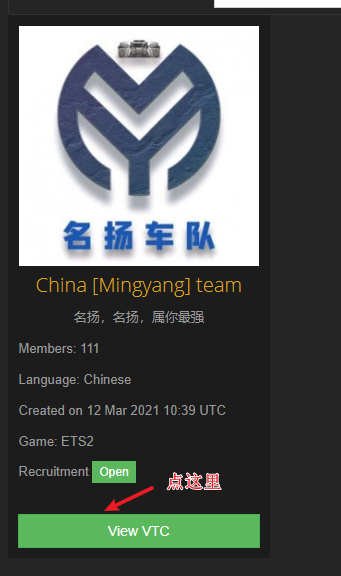 名扬车队
China [Mingyang] team
名扬，名扬，属你最强
Members: 111
Language: Chinese
Created on 12 Mar 2021 10:39 UTC
Game: ETS2
Recruitment Open
点这里
View VTC